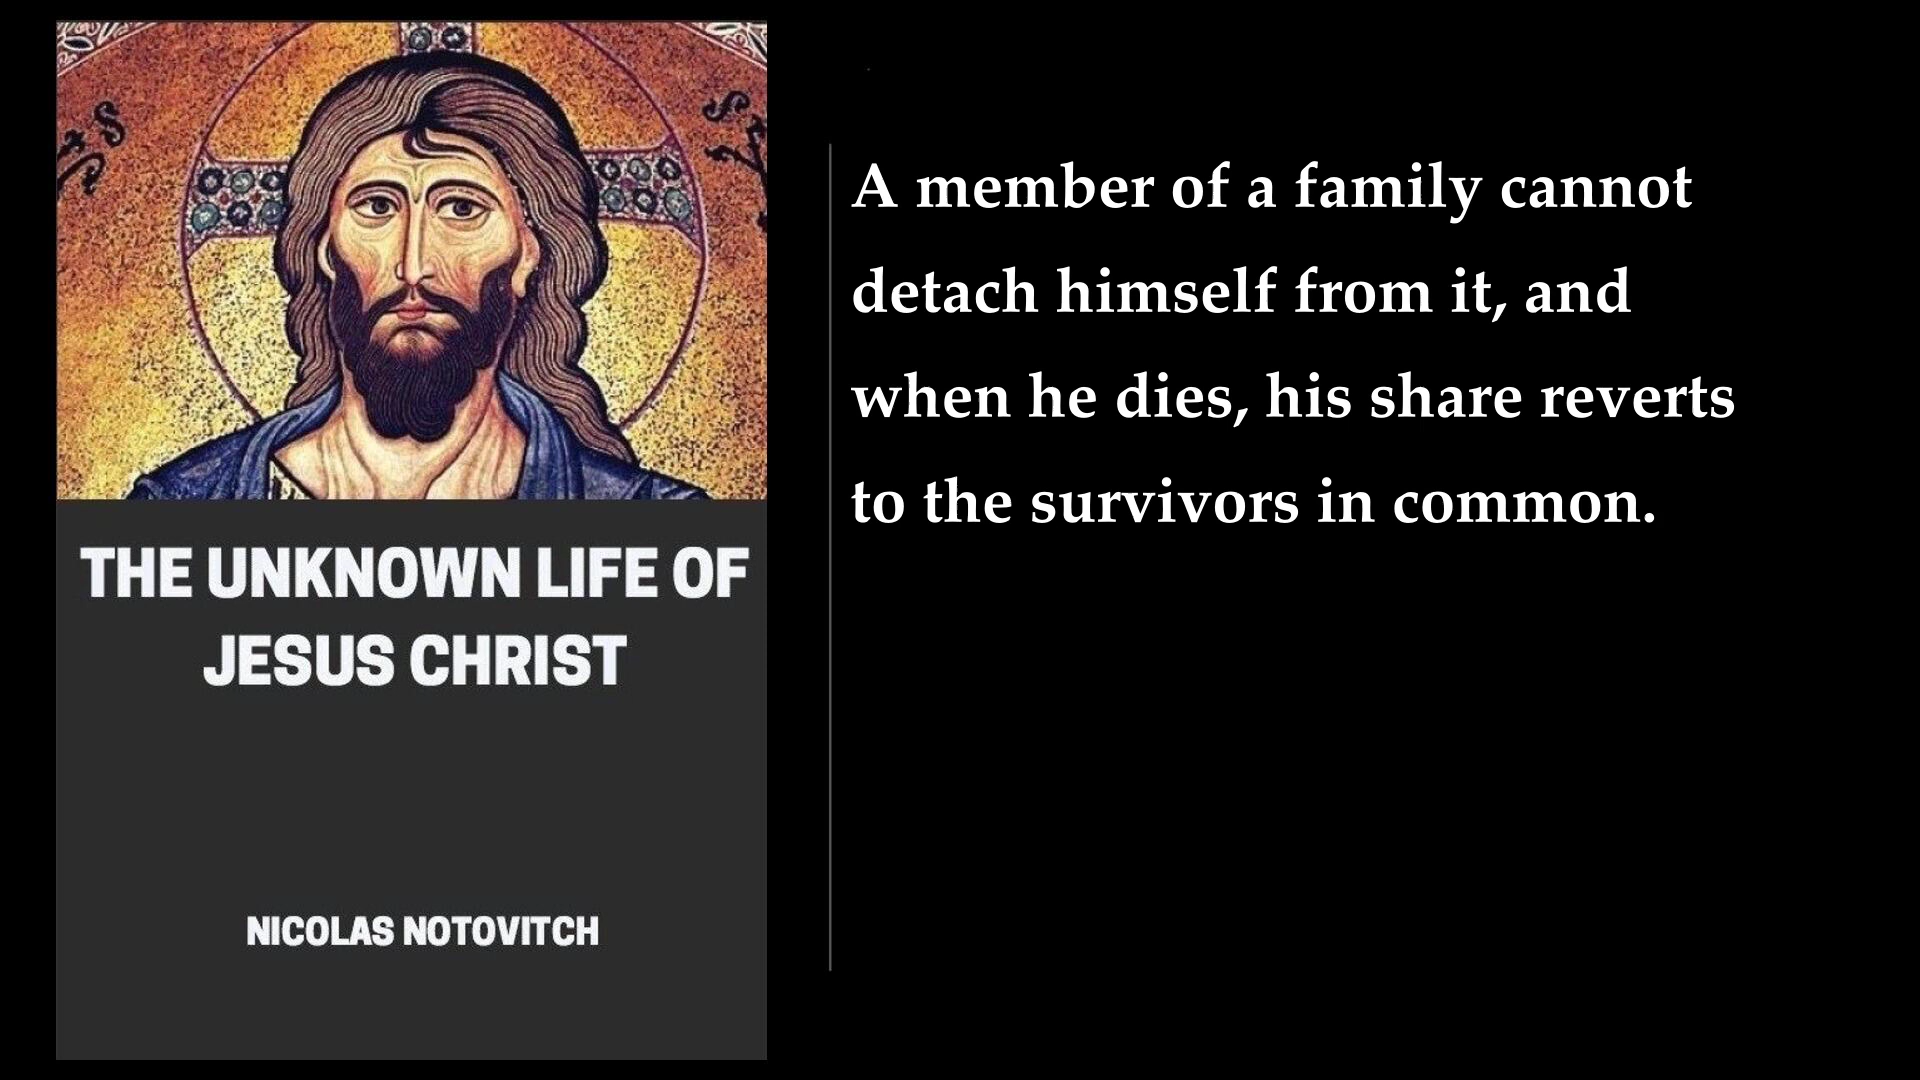 THE UNKNOWN LIFE OF
JESUS CHRIST
NICOLAS NOTOVITCH
A member of a family cannot
detach himself from it, and
when he dies, his share reverts
to the survivors in common.